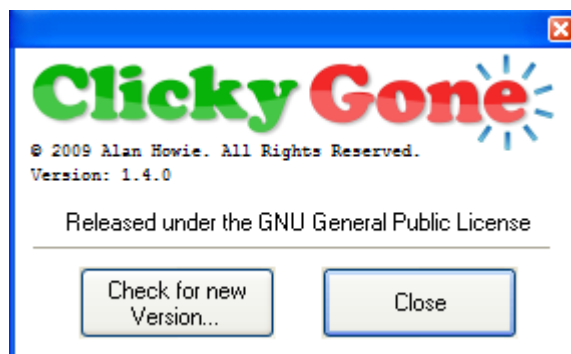 Clicky Gone
© 2009 Alan Howie. All Rights Reserved.
Version: 1.4.0
Released under the GNU General Public License
Check for new
Version...
Close